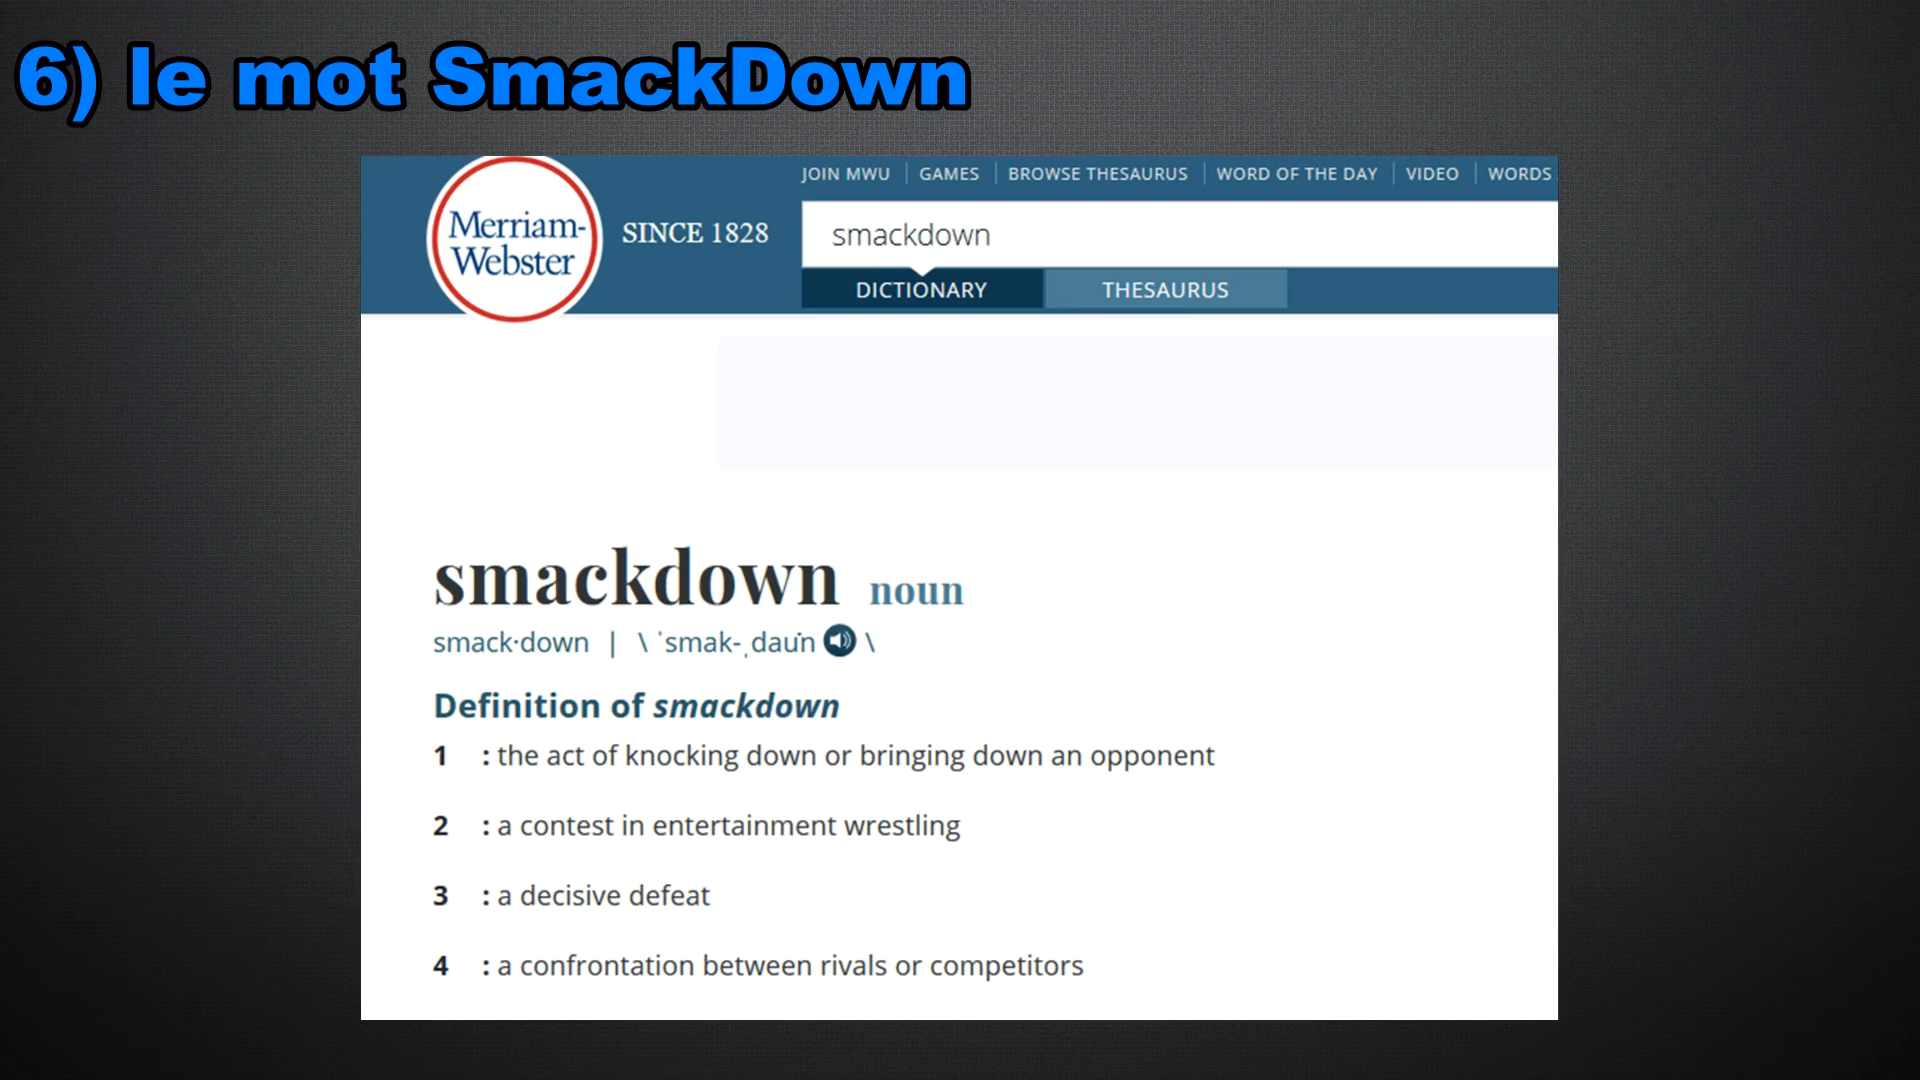 6) le mot SmackDown
JOIN MWU | GAMES | BROWSE THESAURUS | WORD OF THE DAY | VIDEO | WORDS
Merriam-
Webster
SINCE 1828
smackdown
DICTIONARY THESAURUS
smackdown noun
smack·down | \ ˈsmak-ˌdau̇n \
Definition of smackdown
1 : the act of knocking down or bringing down an opponent
2 : a contest in entertainment wrestling
3 : a decisive defeat
4 : a confrontation between rivals or competitors